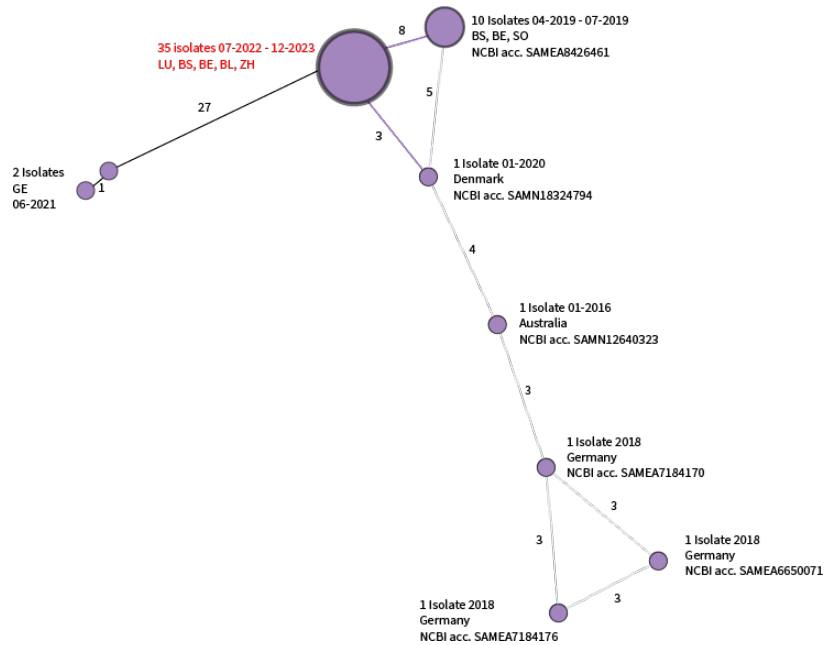 35 isolates 07-2022 - 12-2023
LU, BS, BE, BL, ZH
8
10 Isolates 04-2019 - 07-2019
BS, BE, SO
NCBI acc. SAMEA8426461
27
5
3
2 Isolates
GE
06-2021
1
1 Isolate 01-2020
Denmark
NCBI acc. SAMN18324794
4
1 Isolate 01-2016
Australia
NCBI acc. SAMN12640323
3
1 Isolate 2018
Germany
NCBI acc. SAMEA7184170
3
3
1 Isolate 2018
Germany
NCBI acc. SAMEA6650071
3
1 Isolate 2018
Germany
NCBI acc. SAMEA7184176